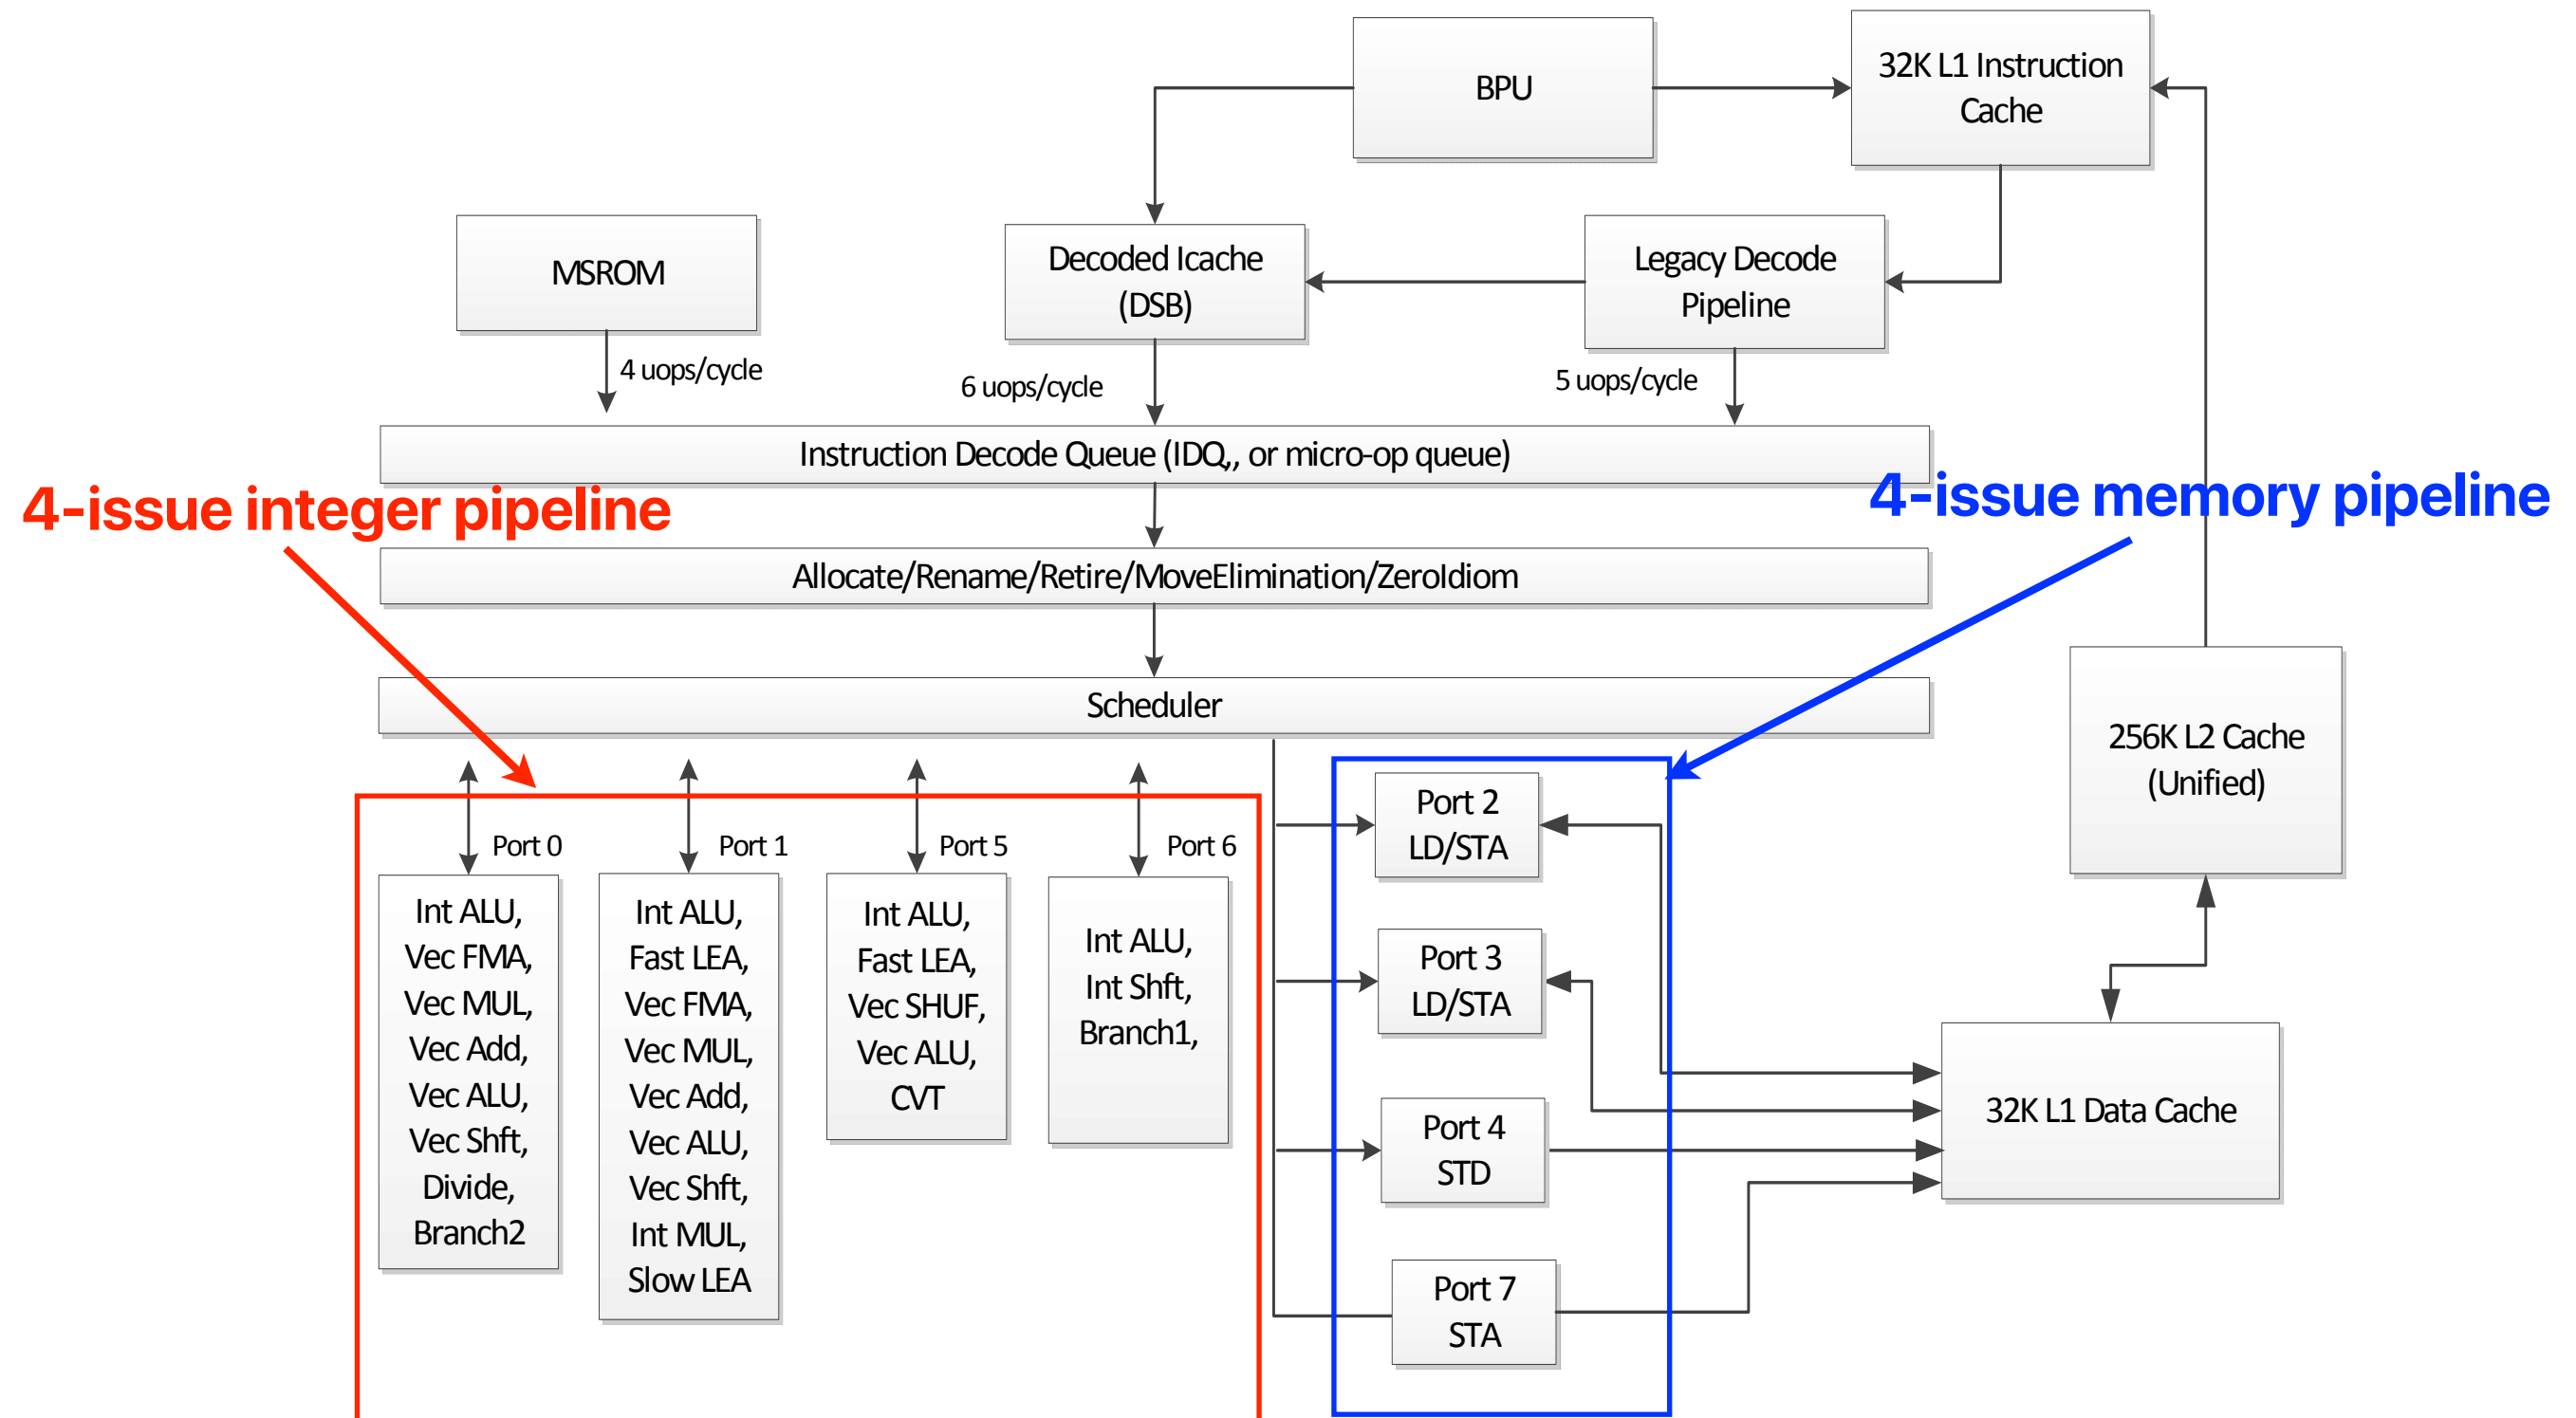 BPU
32K L1 Instruction
Cache
MSROM
Decoded Icache
(DSB)
Legacy Decode
Pipeline
4 uops/cycle
6 uops/cycle
5 uops/cycle
Instruction Decode Queue (IDQ,, or micro-op queue)
4-issue integer pipeline
4-issue memory pipeline
Allocate/Rename/Retire/MoveElimination/ZeroIdiom
Scheduler
256K L2 Cache
(Unified)
Port 0
Int ALU,
Vec FMA,
Vec MUL,
Vec Add,
Vec ALU,
Vec Shft,
Divide,
Branch2
Port 1
Int ALU,
Fast LEA,
Vec FMA,
Vec MUL,
Vec Add,
Vec ALU,
Vec Shft,
Int MUL,
Slow LEA
Port 5
Int ALU,
Fast LEA,
Vec SHUF,
Vec ALU,
CVT
Port 6
Int ALU,
Int Shft,
Branch1,
Port 2
LD/STA
Port 3
LD/STA
Port 4
STD
Port 7
STA
32K L1 Data Cache